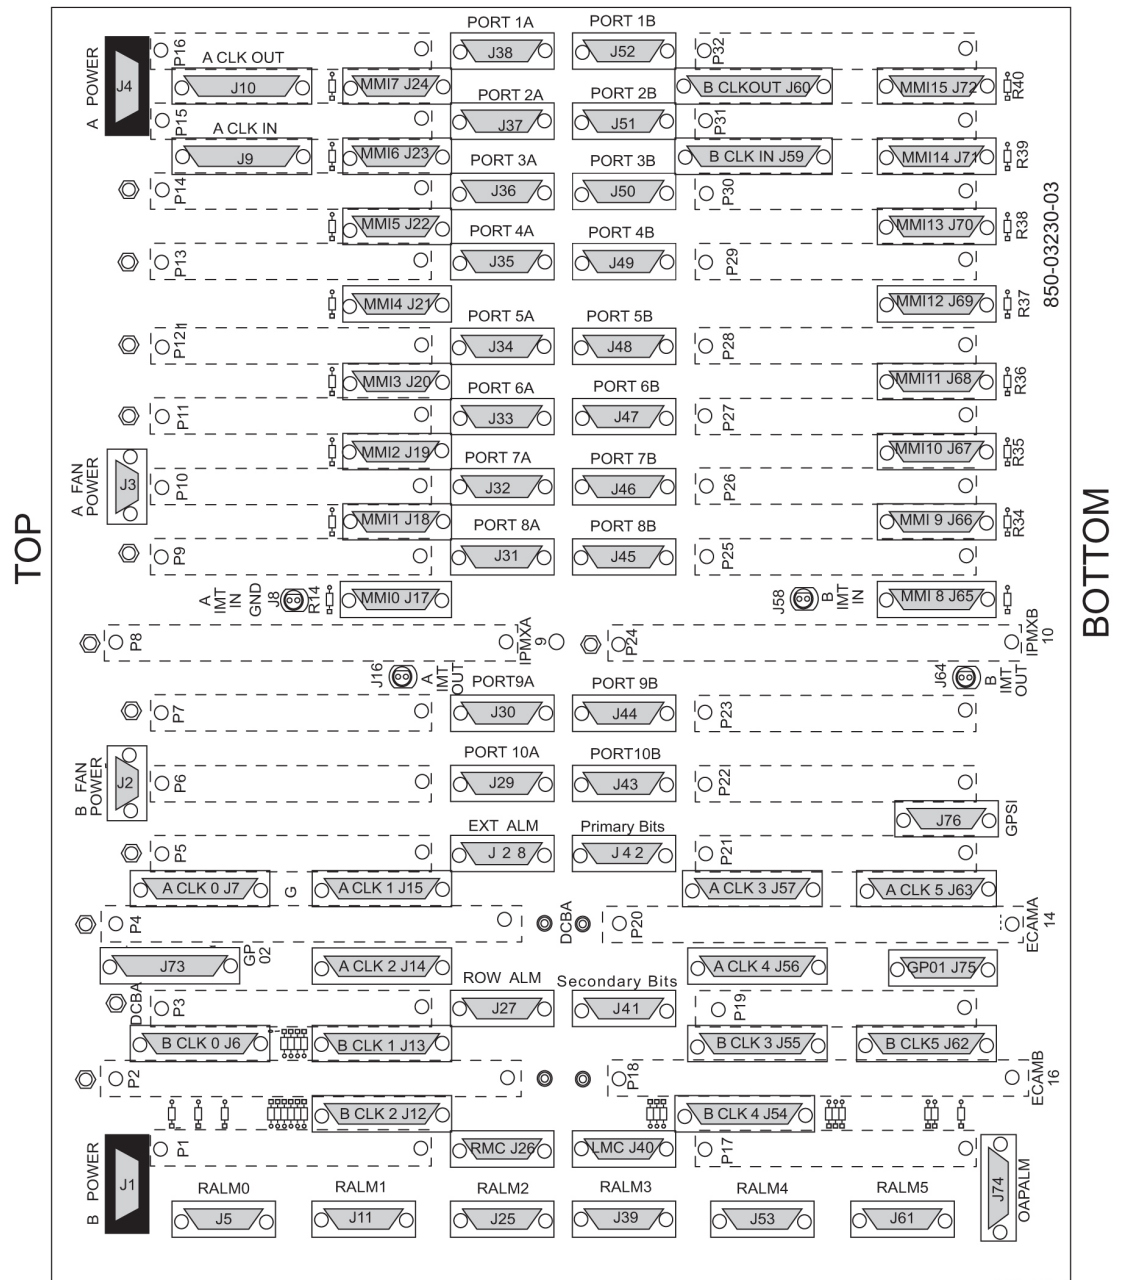 PORT 1A
PORT 1B
P16
J38
J52
P32
A POWER
J4
A CLK OUT
J10
MMI7 J24
B CLKOUT J60
MMI15 J72
R40
PORT 2A
PORT 2B
P15
J37
J51
P31
A CLK IN
J9
MMI6 J23
B CLK IN J59
MMI14 J71
R39
PORT 3A
PORT 3B
P14
J36
J50
P30
MMI5 J22
MMI13 J70
R38
850-03230-03
PORT 4A
PORT 4B
P13
J35
J49
P29
MMI4 J21
MMI12 J69
R37
PORT 5A
PORT 5B
P121
J34
J48
P28
MMI3 J20
MMI11 J68
R36
PORT 6A
PORT 6B
P11
J33
J47
P27
MMI2 J19
MMI10 J67
R35
A FAN
POWER
J3
PORT 7A
PORT 7B
P10
J32
J46
P26
MMI1 J18
MMI 9 J66
R34
TOP
BOTTOM
PORT 8A
PORT 8B
P9
J31
J45
P25
A
IMT
IN
GND
J8
R14
MMI0 J17
J58
B
IMT
IN
MMI 8 J65
P8
IPMXA
9
P24
IPMXB
10
J16
A
IMT
OUT
J64
B
IMT
OUT
PORT9A
PORT 9B
P7
J30
J44
P23
B FAN
POWER
J2
PORT 10A
PORT10B
P6
J29
J43
P22
J76
GPSI
EXT ALM
Primary Bits
P5
J 2 8
J 4 2
P21
A CLK 0 J7
G
A CLK 1 J15
A CLK 3 J57
A CLK 5 J63
P4
DCBA
P20
ECAMA
14
J73
GP
02
A CLK 2 J14
A CLK 4 J56
GP01 J75
ROW ALM
Secondary Bits
DCBA
P3
J27
J41
P19
B CLK 0 J6
B CLK 1 J13
B CLK 3 J55
B CLK5 J62
P2
P18
ECAMB
16
B CLK 2 J12
B CLK 4 J54
P1
RMC J26
LMC J40
P17
B POWER
J1
RALM0
RALM1
RALM2
RALM3
RALM4
RALM5
J5
J11
J25
J39
J53
J61
J74
OAPALM